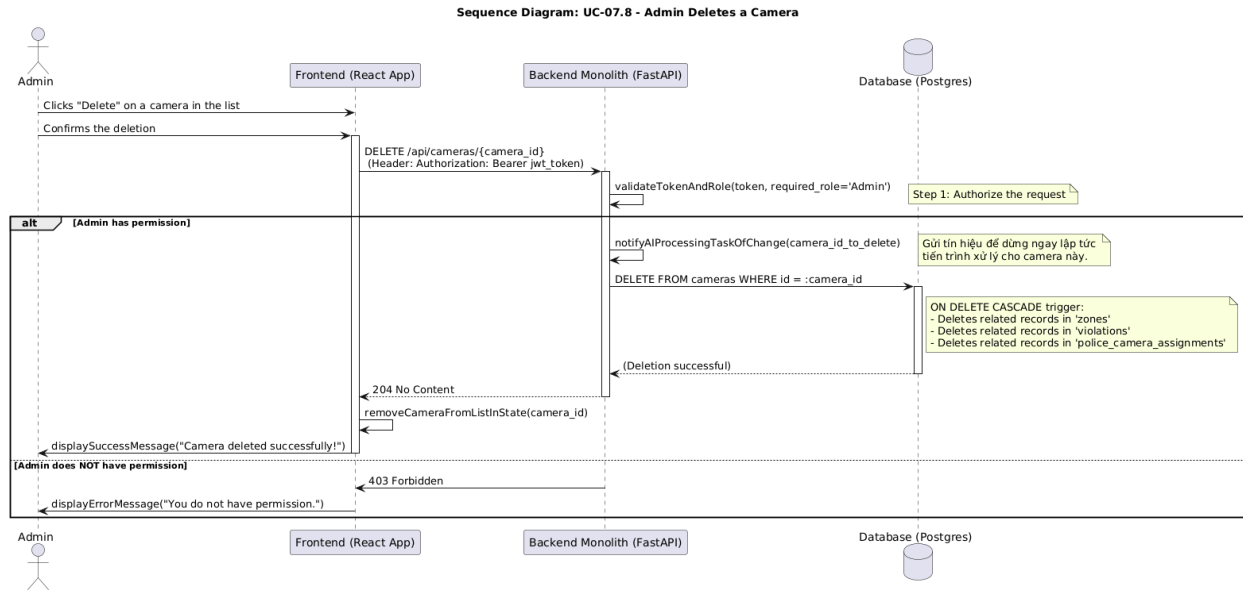 Sequence Diagram: UC-07.8 - Admin Deletes a Camera
Admin
Frontend (React App)
Backend Monolith (FastAPI)
Database (Postgres)
Clicks "Delete" on a camera in the list
Confirms the deletion
DELETE /api/cameras/{camera_id}
(Header: Authorization: Bearer jwt_token)
validateTokenAndRole(token, required_role='Admin')
Step 1: Authorize the request
alt
[Admin has permission]
notifyAIProcessingTaskOfChange(camera_id_to_delete)
Gửi tín hiệu để dừng ngay lập tức
tiến trình xử lý cho camera này.
DELETE FROM cameras WHERE id = :camera_id
ON DELETE CASCADE trigger:
- Deletes related records in 'zones'
- Deletes related records in 'violations'
- Deletes related records in 'police_camera_assignments'
(Deletion successful)
204 No Content
removeCameraFromListInState(camera_id)
displaySuccessMessage("Camera deleted successfully!")
[Admin does NOT have permission]
403 Forbidden
displayErrorMessage("You do not have permission.")
Admin
Frontend (React App)
Backend Monolith (FastAPI)
Database (Postgres)